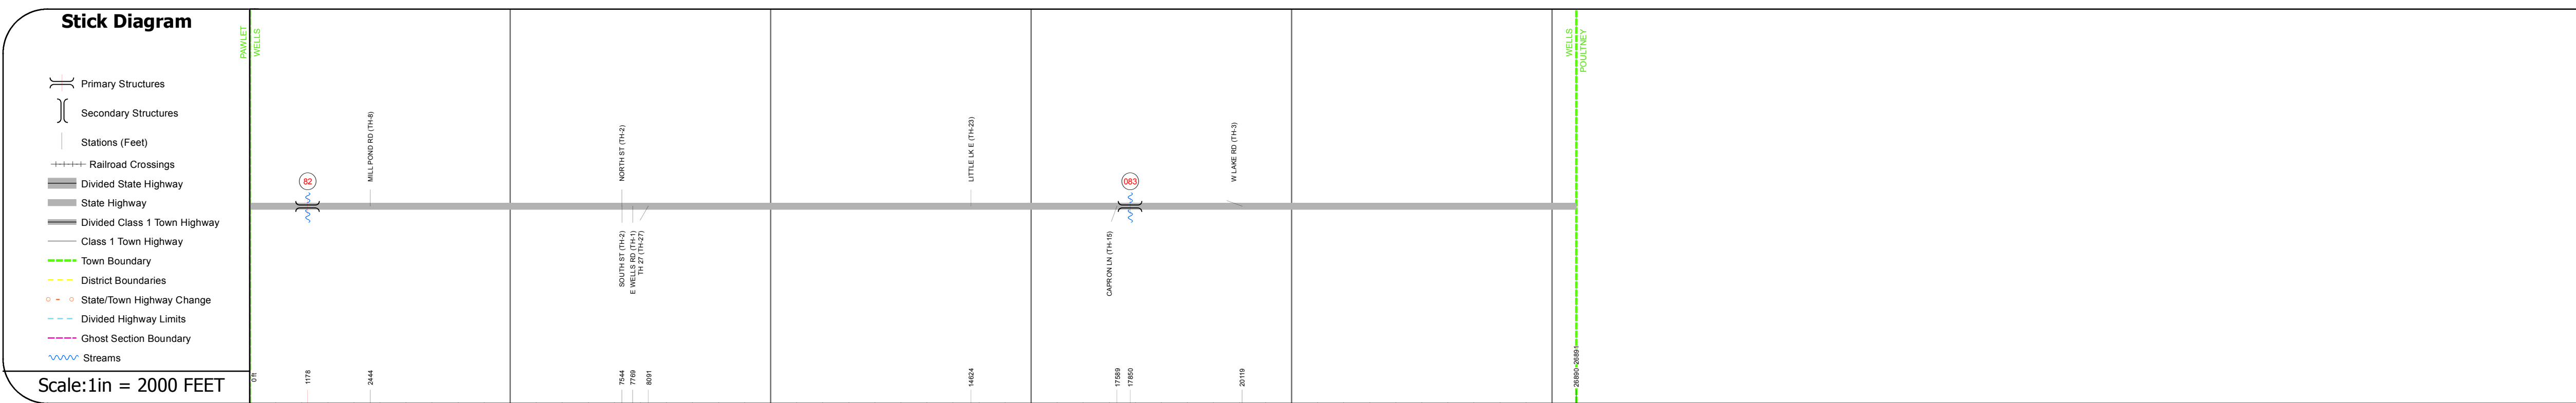 Stick Diagram
Primary Structures
Secondary Structures
Stations (Feet)
Railroad Crossings
Divided State Highway
State Highway
Divided Class 1 Town Highway
Class 1 Town Highway
Town Boundary
District Boundaries
State/Town Highway Change
Divided Highway Limits
Ghost Section Boundary
Streams
Scale:1in = 2000 FEET
PAWLET
WELLS
82
MILL POND RD (TH-8)
NORTH ST (TH-2)
SOUTH ST (TH-2)
E WELLS RD (TH-1)
TH 27 (TH-27)
LITTLE LK E (TH-23)
CAPRON LN (TH-15)
083
W LAKE RD (TH-3)
WELLS
POULTNEY
0 ft
1178
2444
7544
7769
8091
14624
17589
17850
20119
26890-26891